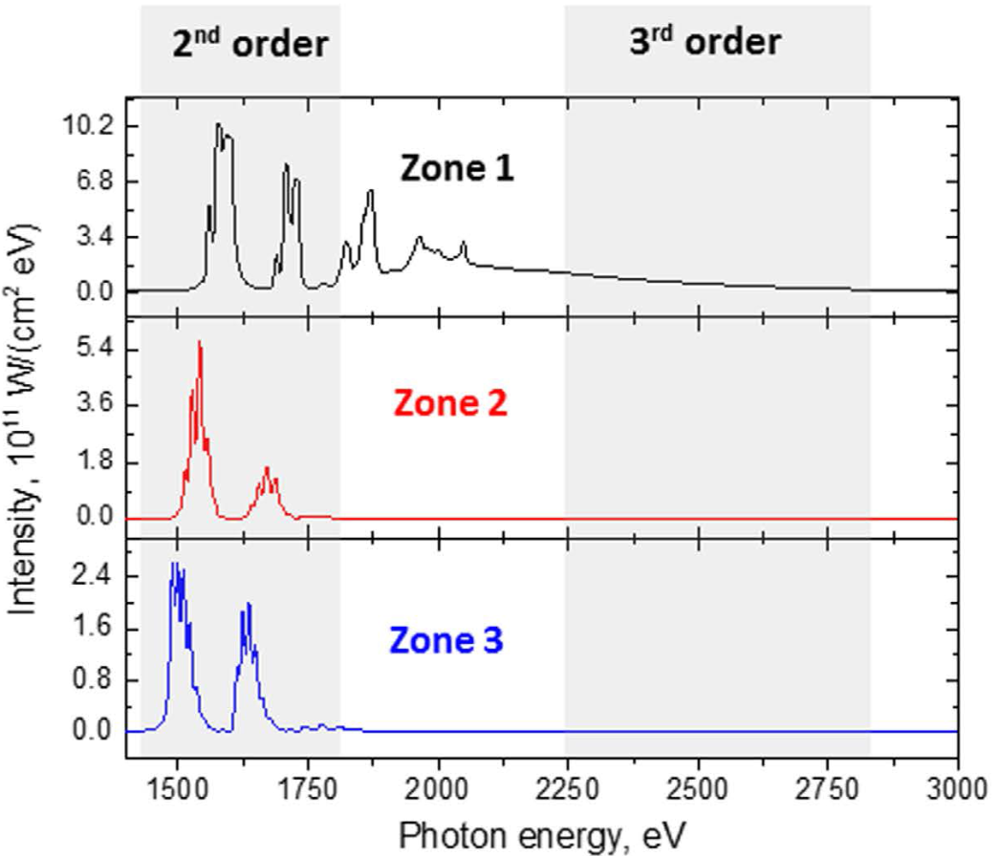 2nd order
3rd order
10.2
6.8
3.4
0.0
Zone 1
5.4
3.6
1.8
0.0
Zone 2
2.4
1.6
0.8
0.0
Zone 3
Intensity, 10¹¹ W/(cm² eV)
1500 1750 2000 2250 2500 2750 3000
Photon energy, eV